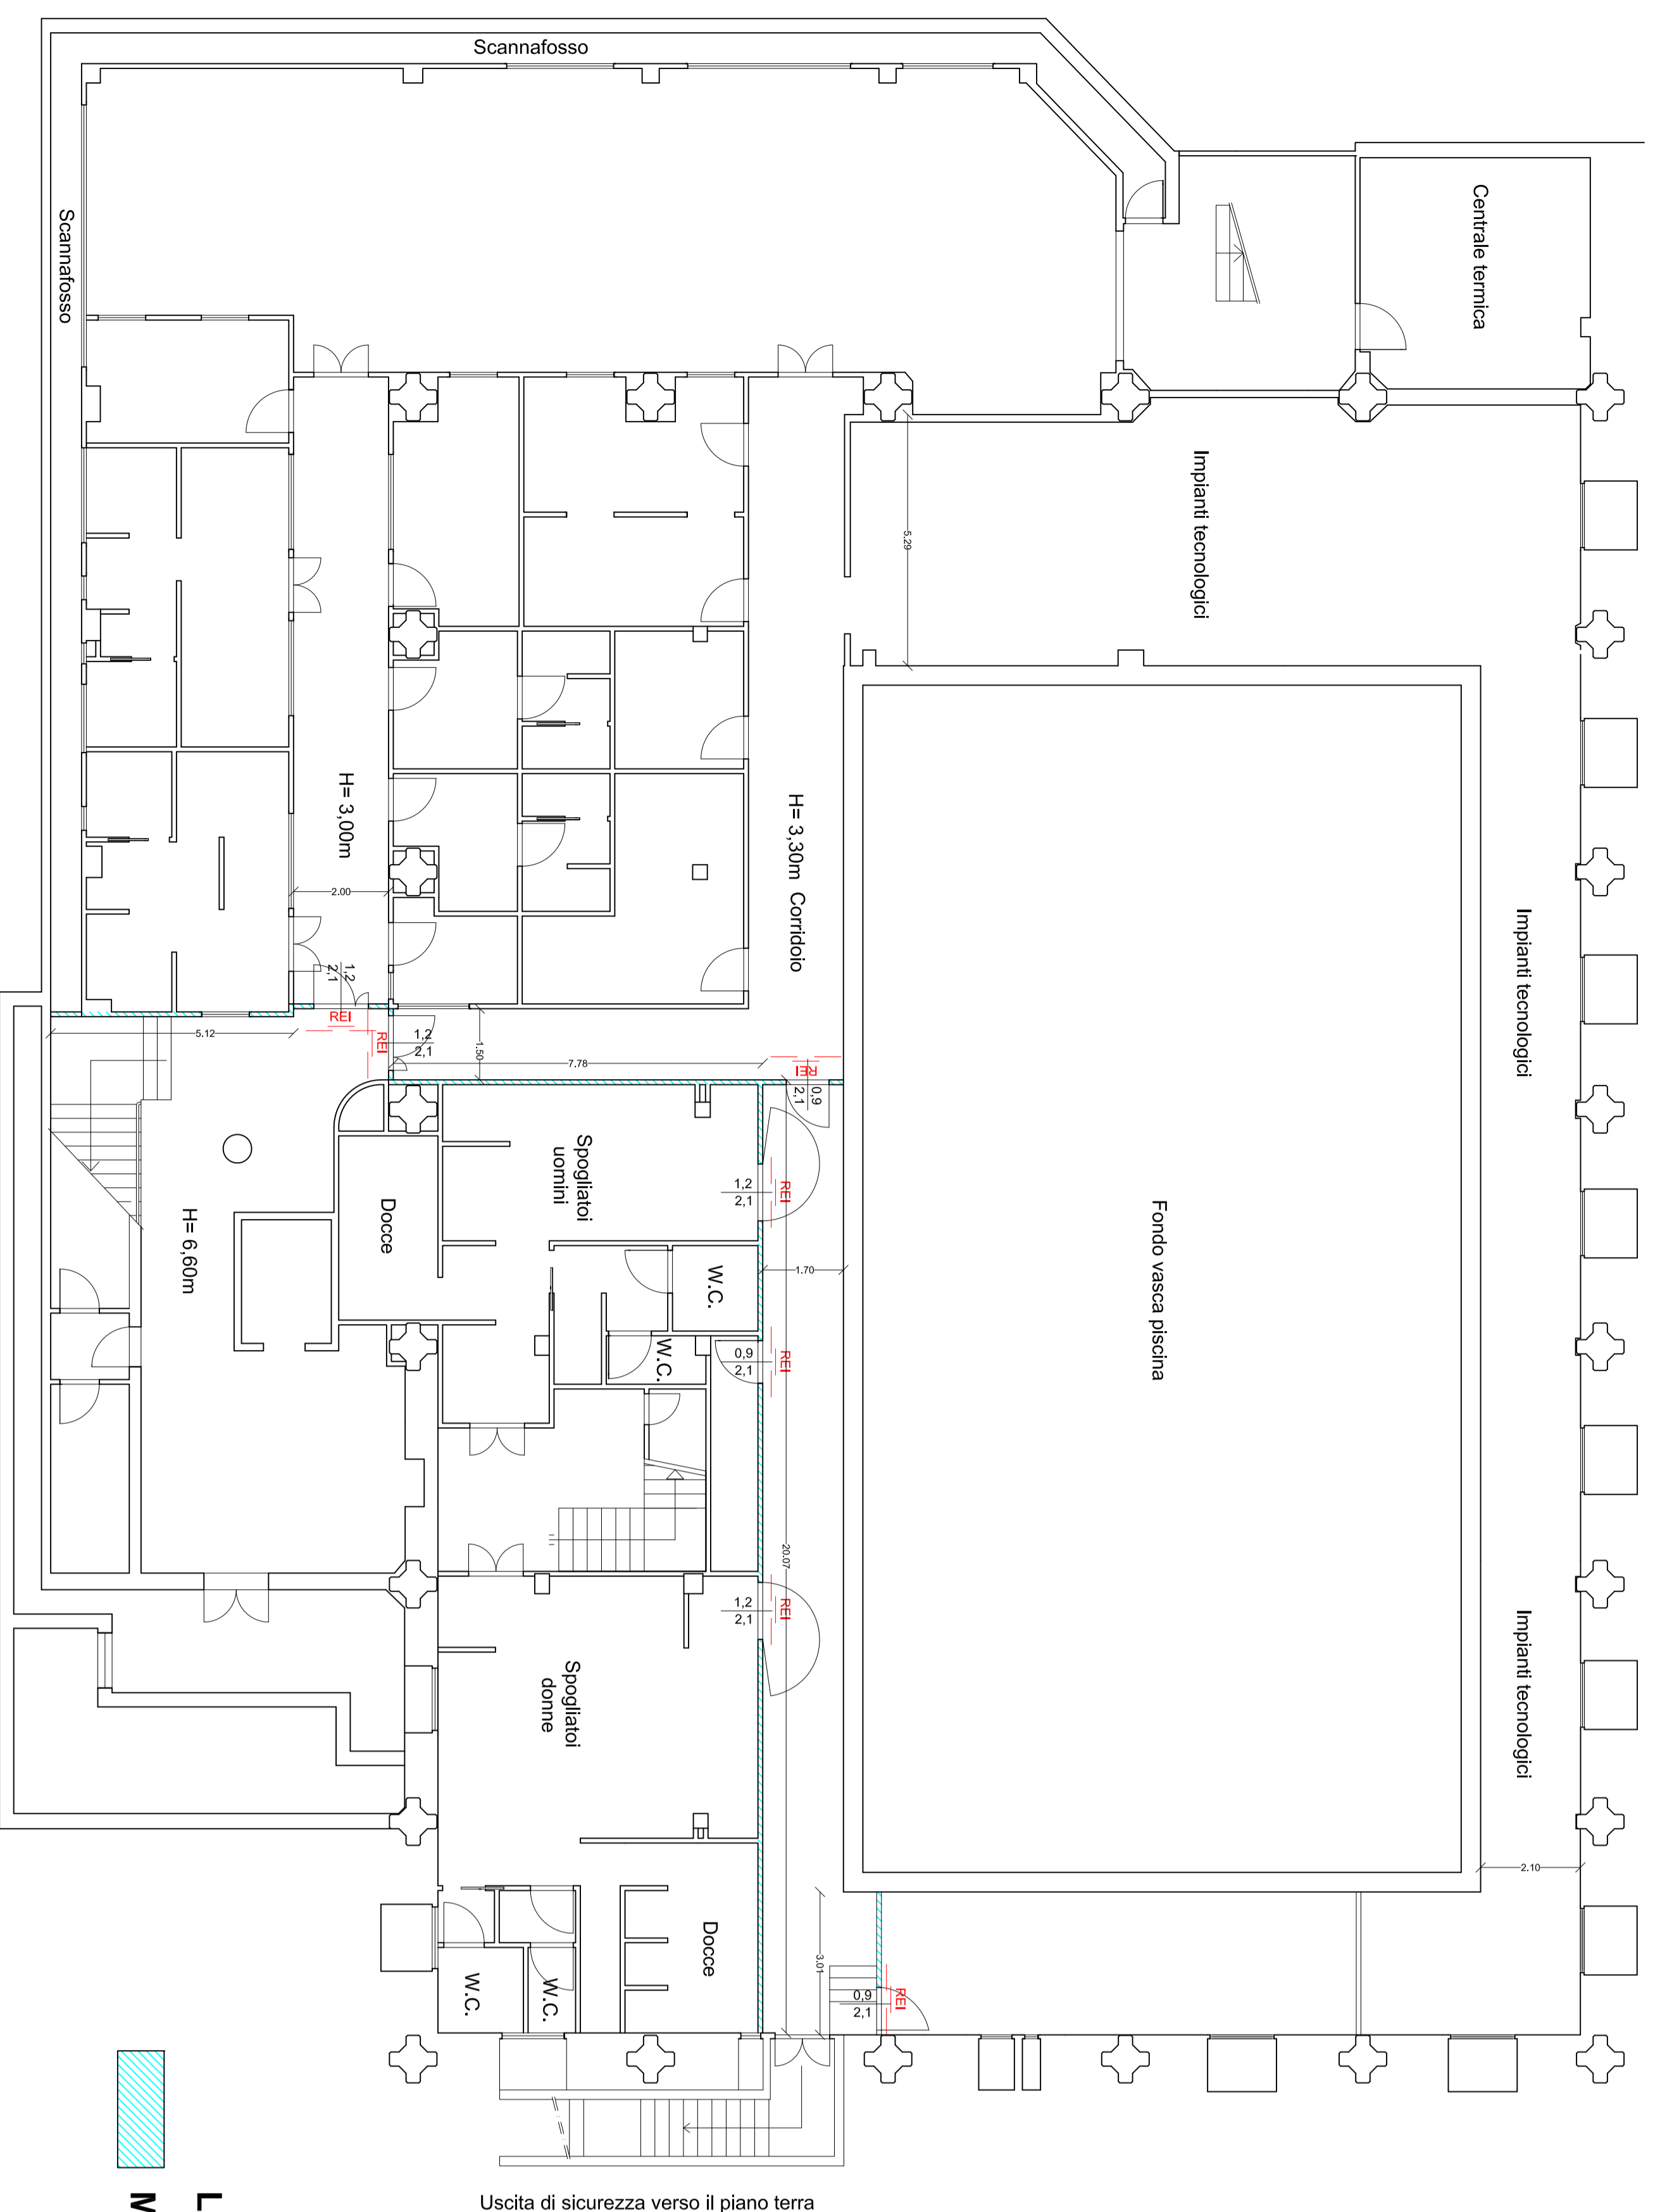 Scannafosso
Scannafosso
Centrale termica
Impianti tecnologici
5.29
H= 3,00m
H= 3,30m Corridoio
2.00
Impianti tecnologici
1,2
2,1
REI
REI
1,2
2,1
1.50
5.12
7.78
REI
0,9
2,1
Spogliatoi
uomini
1,2
2,1
REI
Docce
H= 6,60m
Fondo vasca piscina
W.C.
1.70
W.C.
0,9
2,1
REI
20.07
1,2
2,1
REI
Impianti tecnologici
Spogliatoi
donne
2.10
Docce
3.01
W.C.
W.C.
0,9
2,1
REI
L
M
Uscita di sicurezza verso il piano terra